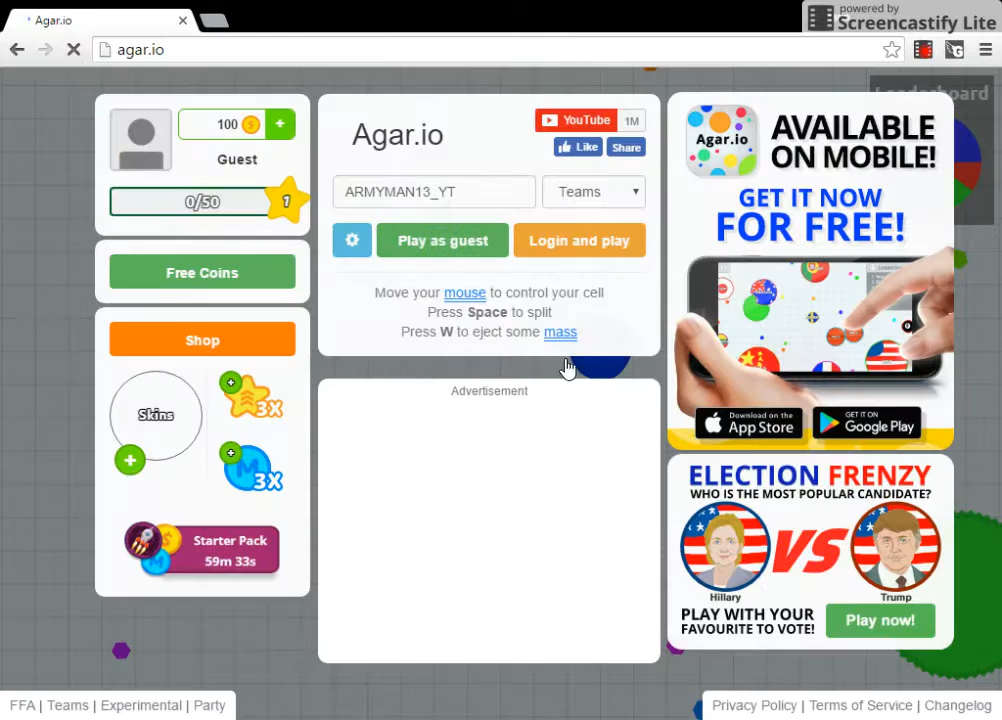 powered by
Screencastify Lite
Agar.io
agar.io
Leaderboard
100
Guest
0/50
1
Free Coins
Shop
Skins
3X
M
3X
Starter Pack
59m 33s
M
Agar.io
YouTube 1M
Like Share
ARMYMAN13_YT
Teams
Play as guest
Login and play
Move your mouse to control your cell
Press Space to split
Press W to eject some mass
Advertisement
Agar.io
AVAILABLE
ON MOBILE!
GET IT NOW
FOR FREE!
Download on the
App Store
GET IT ON
Google Play
ELECTION FRENZY
WHO IS THE MOST POPULAR CANDIDATE?
VS
Hillary
Trump
PLAY WITH YOUR
FAVOURITE TO VOTE!
Play now!
FFA | Teams | Experimental | Party
Privacy Policy | Terms of Service | Changelog